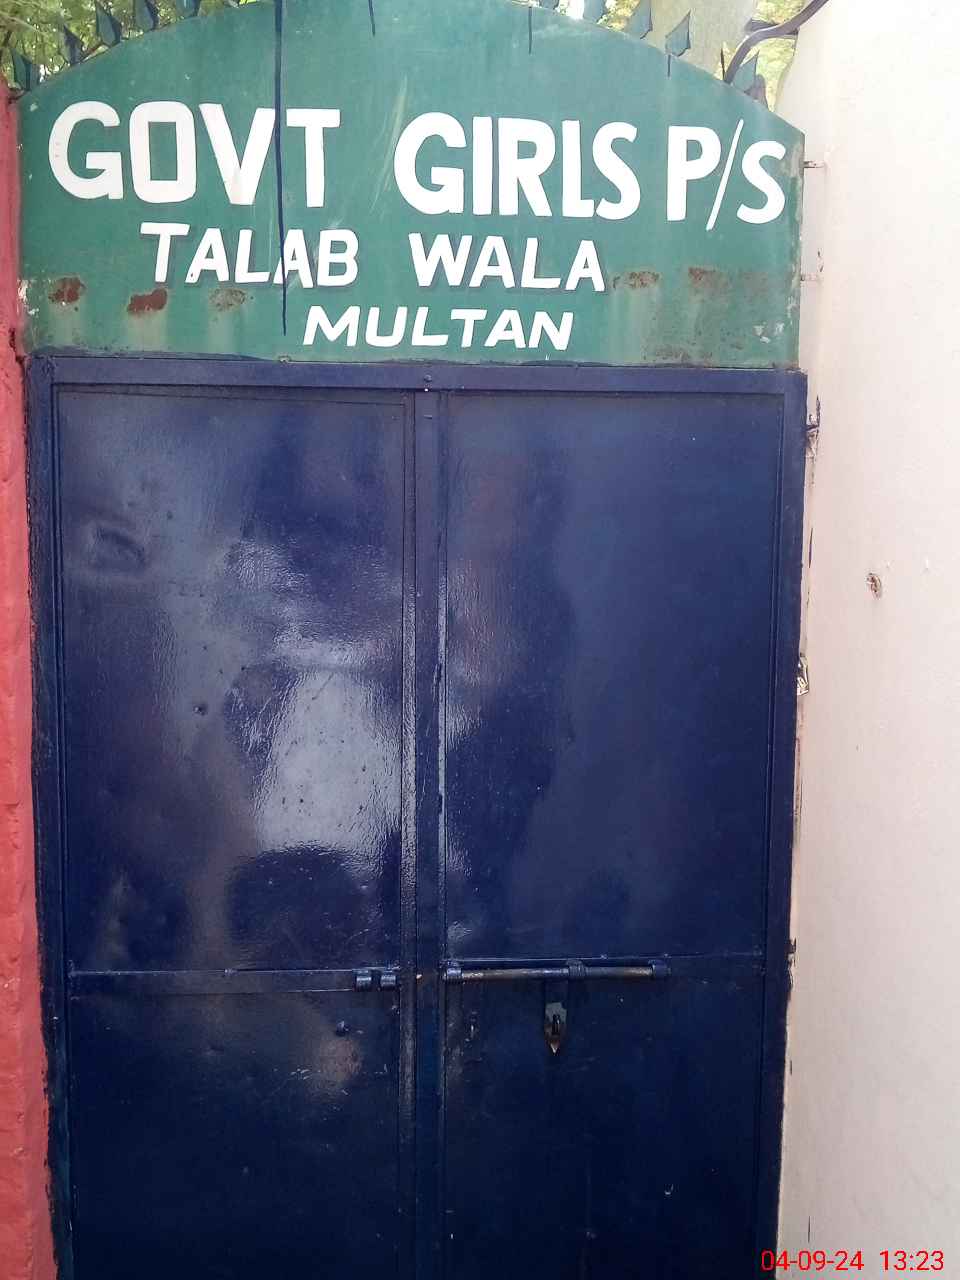 GOVT GIRLS P/S
TALAB WALA
MULTAN
04-09-24 13:23